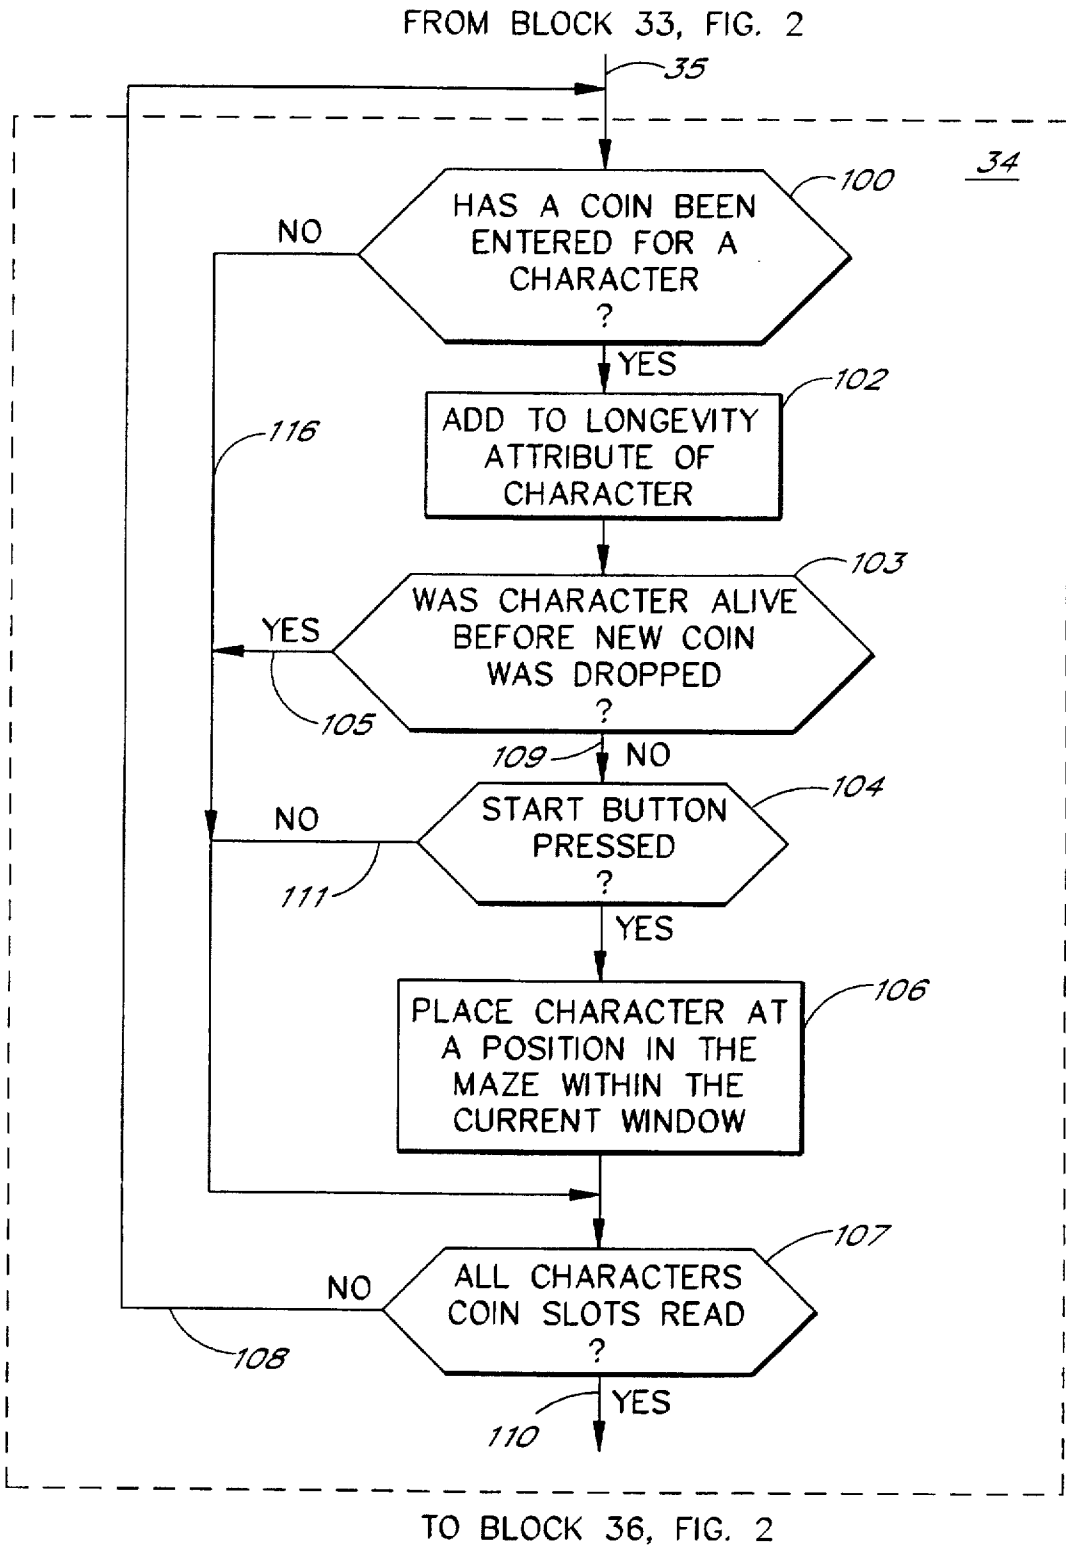 FROM BLOCK 33, FIG. 2
35
34
100
HAS A COIN BEEN
ENTERED FOR A
CHARACTER
?
NO
YES
102
ADD TO LONGEVITY
ATTRIBUTE OF
CHARACTER
116
103
WAS CHARACTER ALIVE
BEFORE NEW COIN
WAS DROPPED
?
YES
105
109
NO
104
START BUTTON
PRESSED
?
NO
111
YES
106
PLACE CHARACTER AT
A POSITION IN THE
MAZE WITHIN THE
CURRENT WINDOW
107
ALL CHARACTERS
COIN SLOTS READ
?
NO
108
YES
110
TO BLOCK 36, FIG. 2